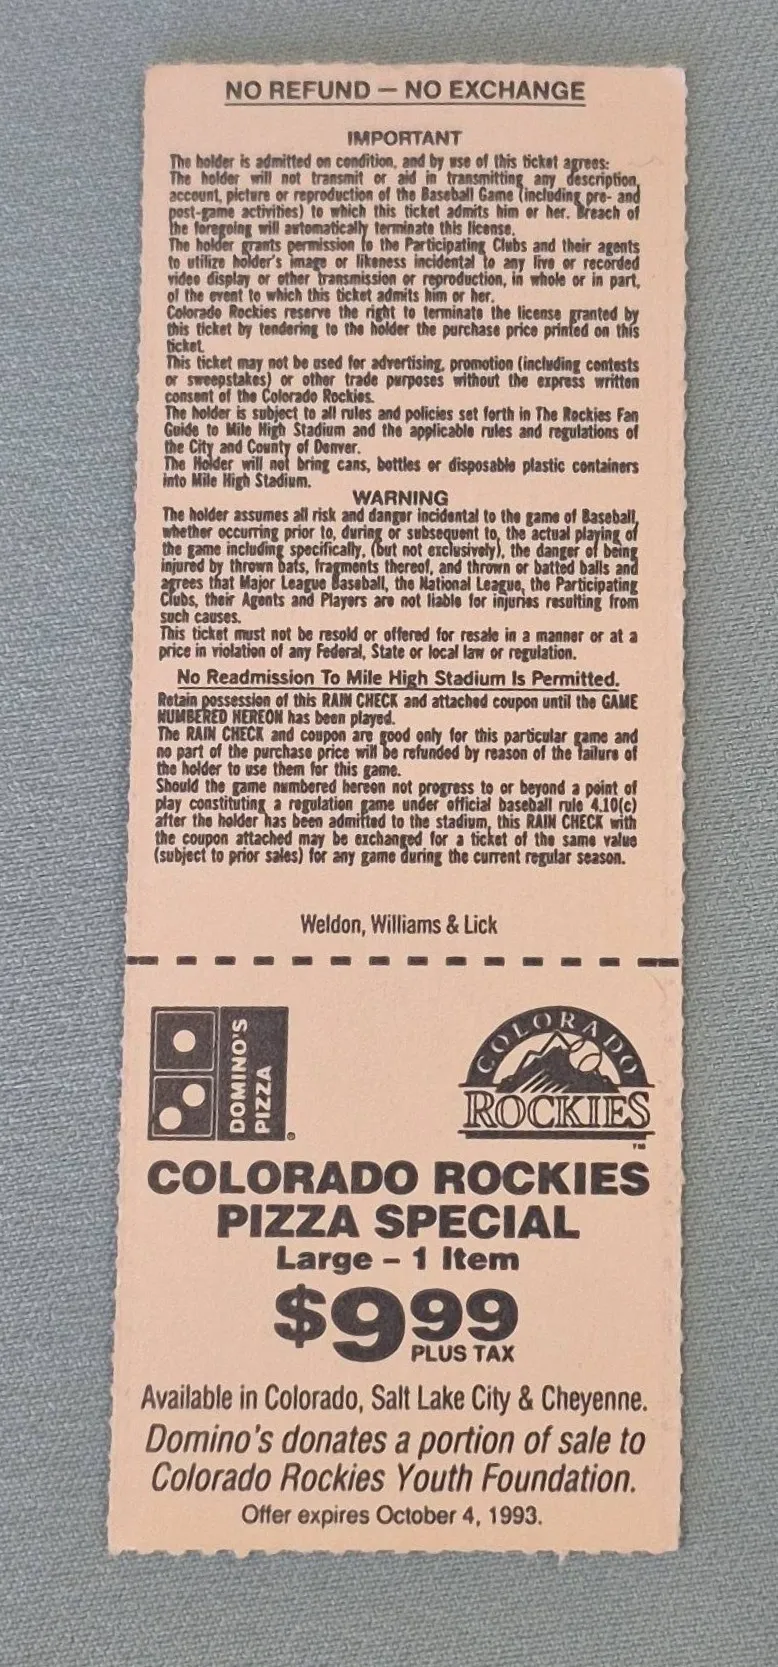 NO REFUND — NO EXCHANGE
IMPORTANT
The holder is admitted on condition, and by use of this ticket agrees:
The holder will not transmit or aid in transmitting any description,
account, picture or reproduction of the Baseball Game (including pre- and
post-game activities) to which this ticket admits him or her. Breach of
the foregoing will automatically terminate this license.
The holder grants permission to the Participating Clubs and their agents
to utilize holder's image or likeness incidental to any live or recorded
video display or other transmission or reproduction, in whole or in part,
of the event to which this ticket admits him or her.
Colorado Rockies reserve the right to terminate the license granted by
this ticket by tendering to the holder the purchase price printed on this
ticket.
This ticket may not be used for advertising, promotion (including contests
or sweepstakes) or other trade purposes without the express written
consent of the Colorado Rockies.
The holder is subject to all rules and policies set forth in The Rockies Fan
Guide to Mile High Stadium and the applicable rules and regulations of
the City and County of Denver.
The Holder will not bring cans, bottles or disposable plastic containers
into Mile High Stadium.
WARNING
The holder assumes all risk and danger incidental to the game of Baseball,
whether occurring prior to, during or subsequent to, the actual playing of
the game including specifically, (but not exclusively), the danger of being
injured by thrown bats, fragments thereof, and thrown or batted balls and
agrees that Major League Baseball, the National League, the Participating
Clubs, their Agents and Players are not liable for injuries resulting from
such causes.
This ticket must not be resold or offered for resale in a manner or at a
price in violation of any Federal, State or local law or regulation.
No Readmission To Mile High Stadium Is Permitted.
Retain possession of this RAIN CHECK and attached coupon until the GAME
NUMBERED HEREON has been played.
The RAIN CHECK and coupon are good only for this particular game and
no part of the purchase price will be refunded by reason of the failure of
the holder to use them for this game.
Should the game numbered hereon not progress to or beyond a point of
play constituting a regulation game under official baseball rule 4.10(c)
after the holder has been admitted to the stadium, this RAIN CHECK with
the coupon attached may be exchanged for a ticket of the same value
(subject to prior sales) for any game during the current regular season.
Weldon, Williams & Lick
DOMINO'S
PIZZA
®
COLORADO
ROCKIES
™
COLORADO ROCKIES
PIZZA SPECIAL
Large – 1 Item
$9.99
PLUS TAX
Available in Colorado, Salt Lake City & Cheyenne.
Domino's donates a portion of sale to
Colorado Rockies Youth Foundation.
Offer expires October 4, 1993.